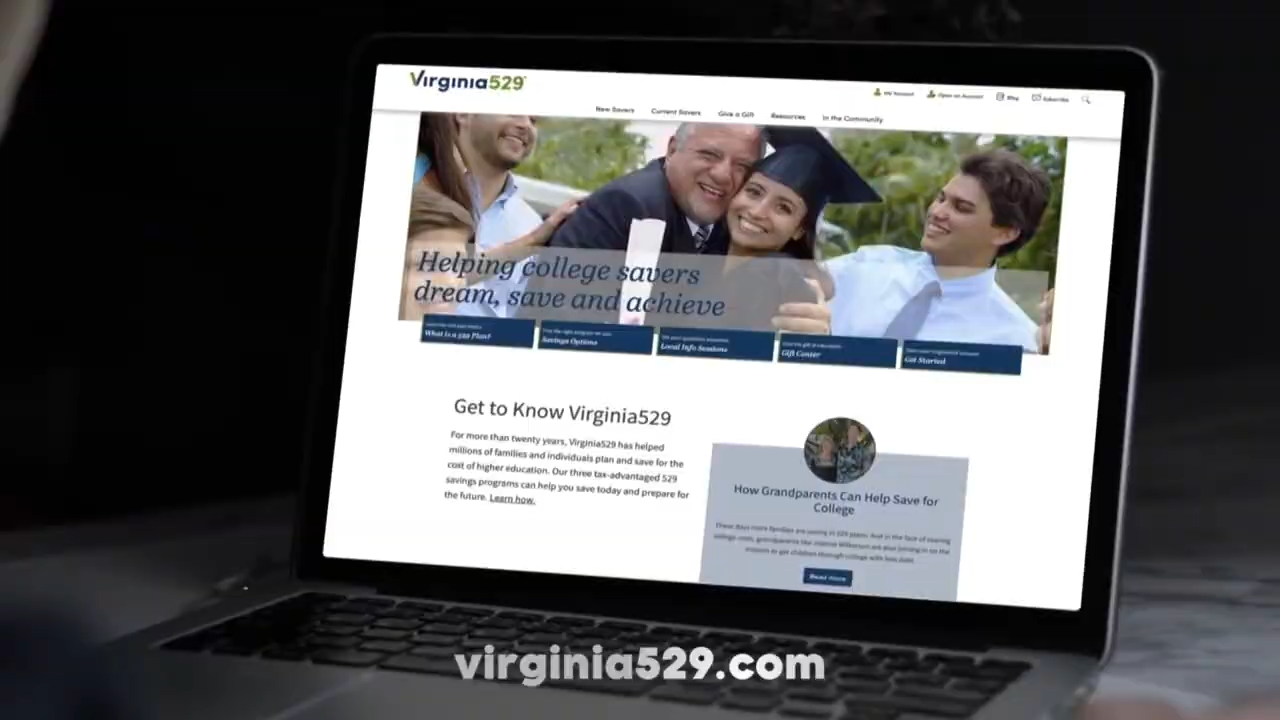 Virginia529
My Account
Open an Account
Blog
Subscribe
New Savers
Current Savers
Give a Gift
Resources
In the Community
Helping college savers
dream, save and achieve
What is a 529 Plan?
Savings Options
Local Info Sessions
Gift Center
Get Started
Get to Know Virginia529
For more than twenty years, Virginia529 has helped
millions of families and individuals plan and save for the
cost of higher education. Our three tax-advantaged 529
savings programs can help you save today and prepare for
the future. Learn how.
How Grandparents Can Help Save for
College
Read more
virginia529.com